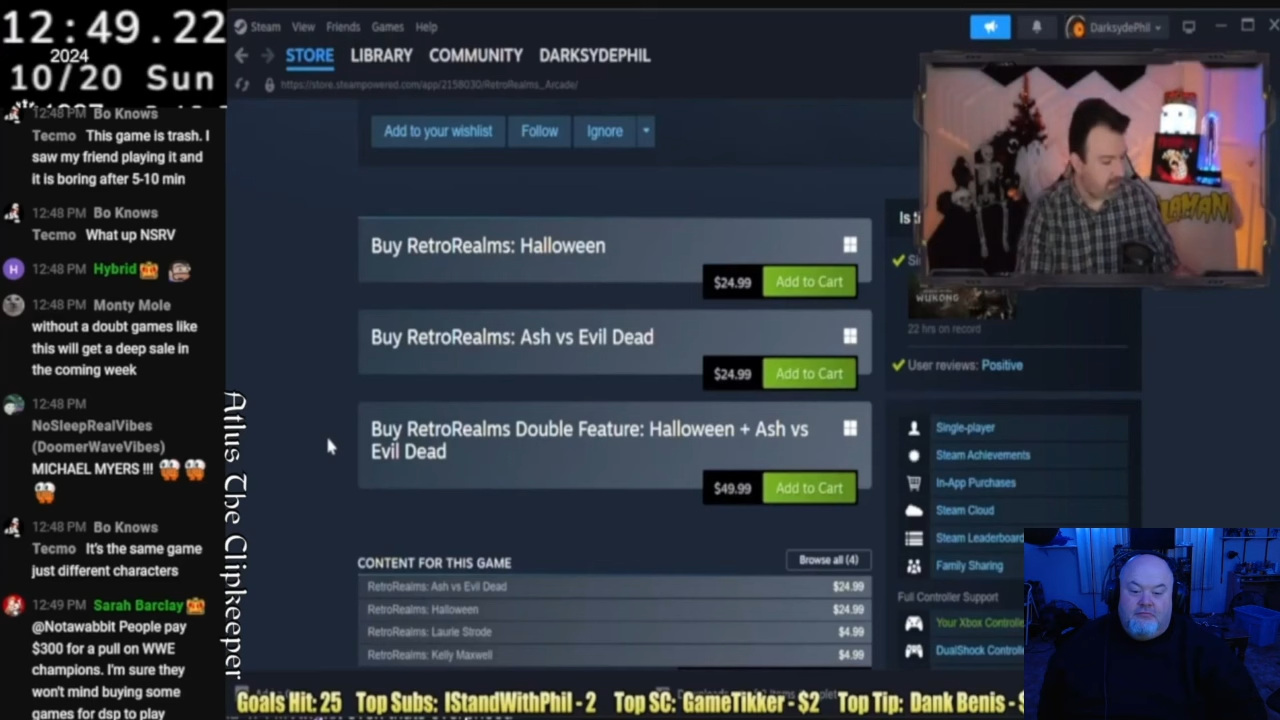 12:49.22
2024
10/20 Sun
12:48 PM Bo Knows
Tecmo This game is trash. I
saw my friend playing it and
it is boring after 5-10 min
12:48 PM Bo Knows
Tecmo What up NSRV
H 12:48 PM Hybrid
12:48 PM Monty Mole
without a doubt games like
this will get a deep sale in
the coming week
12:48 PM
NoSleepRealVibes
(DoomerWaveVibes)
MICHAEL MYERS !!!
12:48 PM Bo Knows
Tecmo It's the same game
just different characters
12:49 PM Sarah Barclay
@Notawabbit People pay
$300 for a pull on WWE
champions. I'm sure they
won't mind buying some
games for dsp to play
Atlus The Clipkeeper
Steam View Friends Games Help
DarksydePhil
STORE LIBRARY COMMUNITY DARKSYDEPHIL
https://store.steampowered.com/app/2158030/RetroRealms_Arcade/
Add to your wishlist Follow Ignore
Buy RetroRealms: Halloween
$24.99 Add to Cart
Buy RetroRealms: Ash vs Evil Dead
$24.99 Add to Cart
Buy RetroRealms Double Feature: Halloween + Ash vs
Evil Dead
$49.99 Add to Cart
CONTENT FOR THIS GAME Browse all (4)
RetroRealms: Ash vs Evil Dead $24.99
RetroRealms: Halloween $24.99
RetroRealms: Laurie Strode $4.99
RetroRealms: Kelly Maxwell $4.99
WUKONG
22 hrs on record
User reviews: Positive
Single-player
Steam Achievements
In-App Purchases
Steam Cloud
Steam Leaderboard
Family Sharing
Full Controller Support
Your Xbox Controlle
DualShock Controll
Goals Hit: 25 Top Subs: IStandWithPhil - 2 Top SC: GameTikker - $2 Top Tip: Dank Benis - $